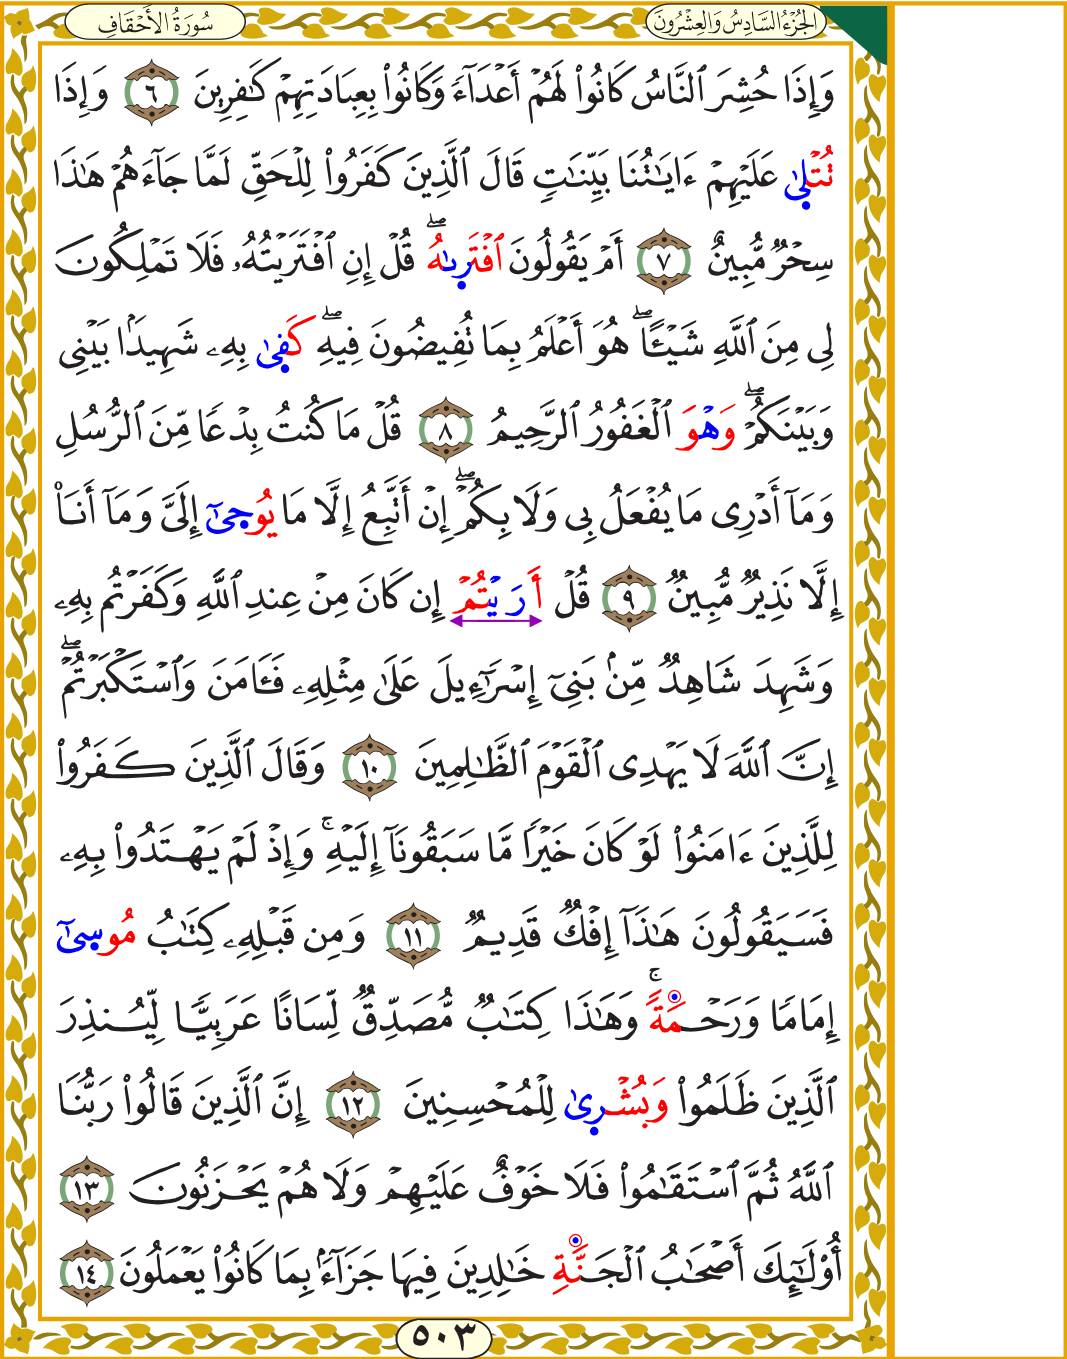 الجُزْءُ السَّادِسُ وَالعِشْرُونَ
سُورَةُ الأَحْقَافِ
وَإِذَا حُشِرَ ٱلنَّاسُ كَانُواْ لَهُمۡ أَعۡدَآءٗ وَكَانُواْ بِعِبَادَتِهِمۡ كَٰفِرِينَ ٦ وَإِذَا
تُتۡلَىٰ عَلَيۡهِمۡ ءَايَٰتُنَا بَيِّنَٰتٖ قَالَ ٱلَّذِينَ كَفَرُواْ لِلۡحَقِّ لَمَّا جَآءَهُمۡ هَٰذَا
سِحۡرٞ مُّبِينٌ ٧ أَمۡ يَقُولُونَ ٱفۡتَرَىٰهُۖ قُلۡ إِنِ ٱفۡتَرَيۡتُهُۥ فَلَا تَمۡلِكُونَ
لِي مِنَ ٱللَّهِ شَيۡـًٔاۖ هُوَ أَعۡلَمُ بِمَا تُفِيضُونَ فِيهِۖ كَفَىٰ بِهِۦ شَهِيدَۢا بَيۡنِي
وَبَيۡنَكُمۡۖ وَهۡوَ ٱلۡغَفُورُ ٱلرَّحِيمُ ٨ قُلۡ مَا كُنتُ بِدۡعٗا مِّنَ ٱلرُّسُلِ
وَمَآ أَدۡرِي مَا يُفۡعَلُ بِي وَلَا بِكُمۡۖ إِنۡ أَتَّبِعُ إِلَّا مَا يُوحَىٰٓ إِلَيَّ وَمَآ أَنَا۠
إِلَّا نَذِيرٞ مُّبِينٞ ٩ قُلۡ أَرَيۡتُمۡ إِن كَانَ مِنۡ عِندِ ٱللَّهِ وَكَفَرۡتُم بِهِۦ
وَشَهِدَ شَاهِدٞ مِّنۢ بَنِيٓ إِسۡرَٰٓءِيلَ عَلَىٰ مِثۡلِهِۦ فَـَٔامَنَ وَٱسۡتَكۡبَرۡتُمۡۖ
إِنَّ ٱللَّهَ لَا يَهۡدِي ٱلۡقَوۡمَ ٱلظَّٰلِمِينَ ١٠ وَقَالَ ٱلَّذِينَ كَفَرُواْ
لِلَّذِينَ ءَامَنُواْ لَوۡ كَانَ خَيۡرٗا مَّا سَبَقُونَآ إِلَيۡهِۚ وَإِذۡ لَمۡ يَهۡتَدُواْ بِهِۦ
فَسَيَقُولُونَ هَٰذَآ إِفۡكٞ قَدِيمٞ ١١ وَمِن قَبۡلِهِۦ كِتَٰبُ مُوسَىٰٓ
إِمَامٗا وَرَحۡمَةٗۚ وَهَٰذَا كِتَٰبٞ مُّصَدِّقٞ لِّسَانًا عَرَبِيّٗا لِّيُنذِرَ
ٱلَّذِينَ ظَلَمُواْ وَبُشۡرَىٰ لِلۡمُحۡسِنِينَ ١٢ إِنَّ ٱلَّذِينَ قَالُواْ رَبُّنَا
ٱللَّهُ ثُمَّ ٱسۡتَقَٰمُواْ فَلَا خَوۡفٌ عَلَيۡهِمۡ وَلَا هُمۡ يَحۡزَنُونَ ١٣
أُوْلَٰٓئِكَ أَصۡحَٰبُ ٱلۡجَنَّةِ خَٰلِدِينَ فِيهَا جَزَآءَۢ بِمَا كَانُواْ يَعۡمَلُونَ ١٤
٥٠٣